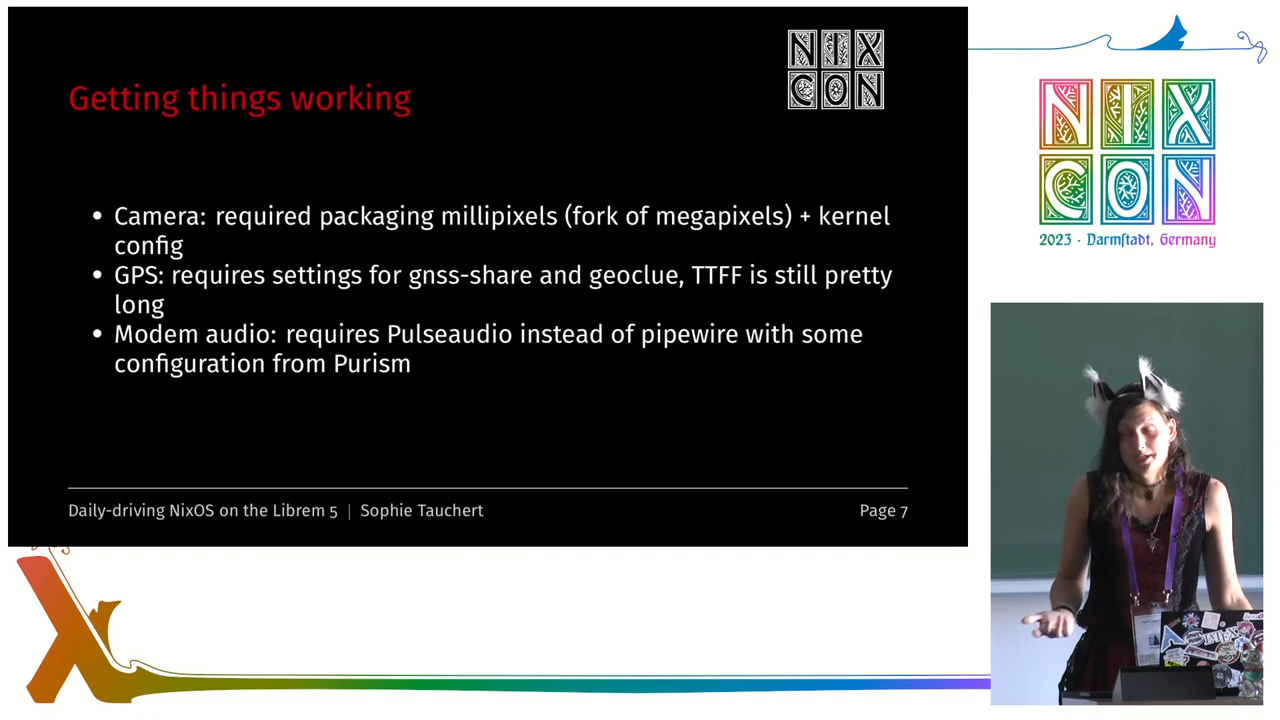 Getting things working
NIX
CON
• Camera: required packaging millipixels (fork of megapixels) + kernel
config
• GPS: requires settings for gnss-share and geoclue, TTFF is still pretty
long
• Modem audio: requires Pulseaudio instead of pipewire with some
configuration from Purism
Daily-driving NixOS on the Librem 5 | Sophie Tauchert
Page 7
NIX
CON
2023 · Darmſtadt, Germany
LATEX